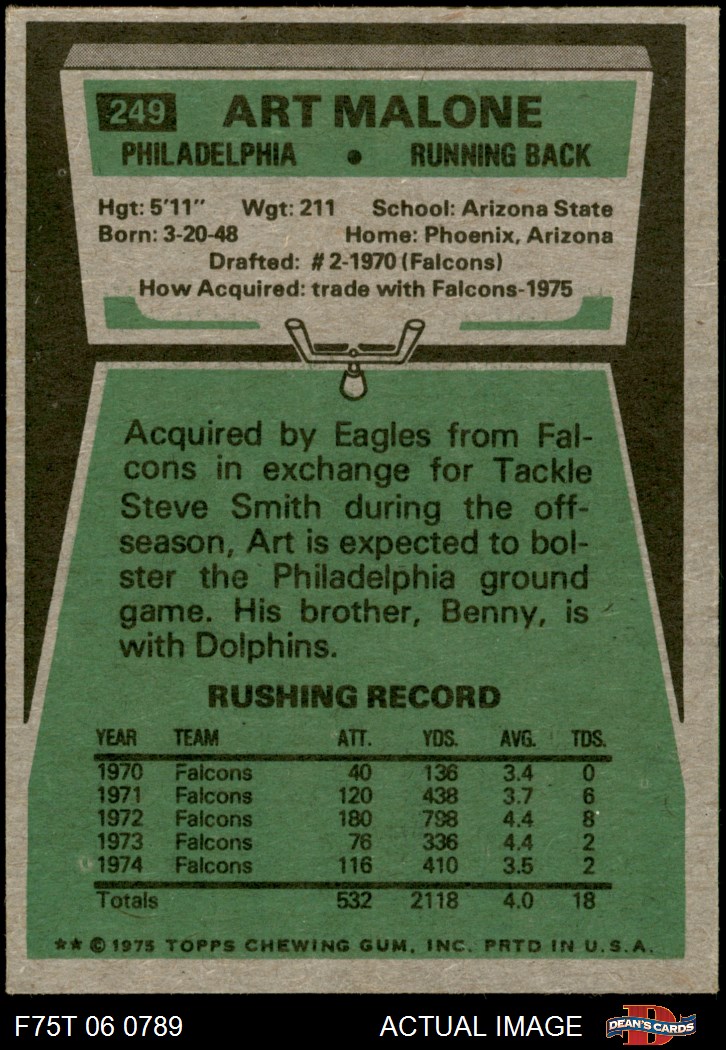 249 ART MALONE
PHILADELPHIA • RUNNING BACK
Hgt: 5'11" Wgt: 211 School: Arizona State
Born: 3-20-48 Home: Phoenix, Arizona
Drafted: #2-1970 (Falcons)
How Acquired: trade with Falcons-1975
Acquired by Eagles from Fal-
cons in exchange for Tackle
Steve Smith during the off-
season, Art is expected to bol-
ster the Philadelphia ground
game. His brother, Benny, is
with Dolphins.
RUSHING RECORD
YEAR TEAM ATT. YDS. AVG. TDS.
1970 Falcons 40 136 3.4 0
1971 Falcons 120 438 3.7 6
1972 Falcons 180 798 4.4 8
1973 Falcons 76 336 4.4 2
1974 Falcons 116 410 3.5 2
Totals 532 2118 4.0 18
** © 1975 TOPPS CHEWING GUM, INC. PRTD IN U.S.A.
F75T 06 0789 ACTUAL IMAGE D DEAN'S CARDS